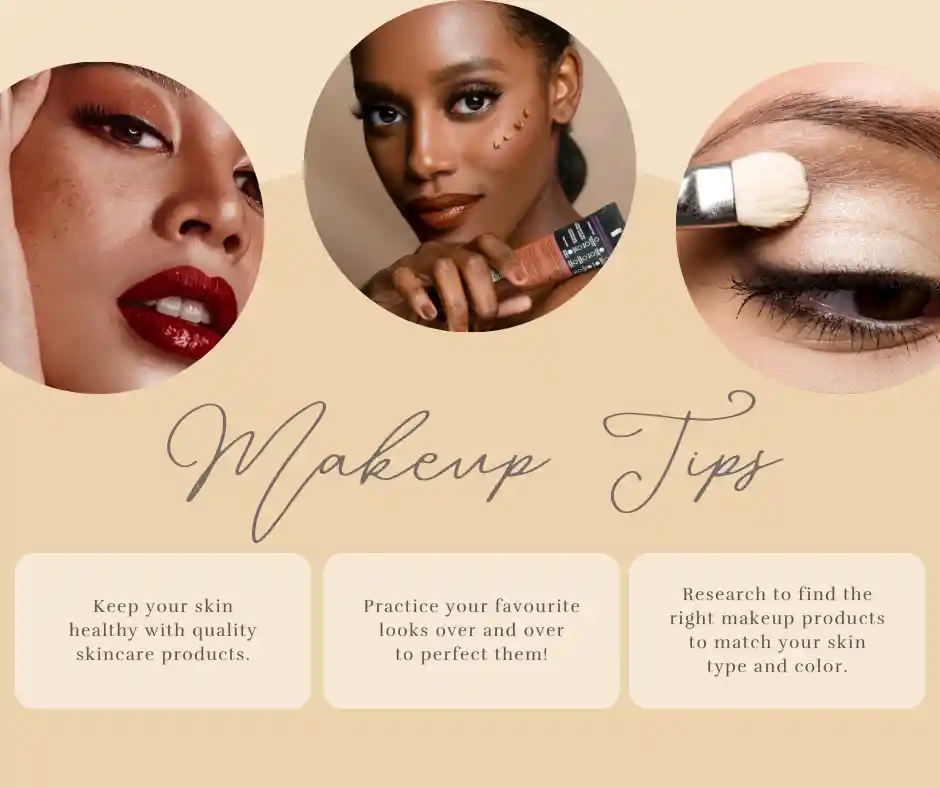 Makeup Tips
Keep your skin
healthy with quality
skincare products.
Practice your favourite
looks over and over
to perfect them!
Research to find the
right makeup products
to match your skin
type and color.